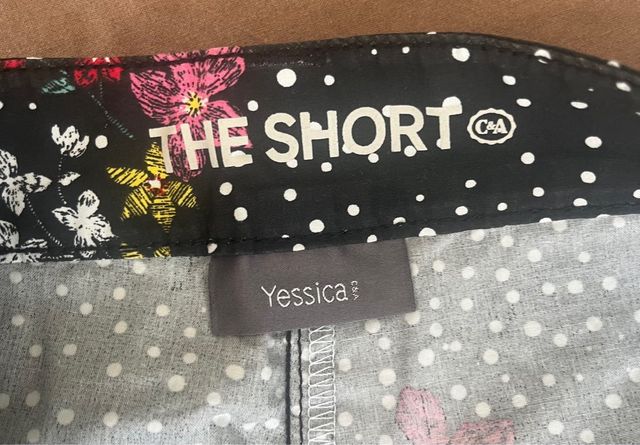 THE SHORT C&A
Yessica C&A